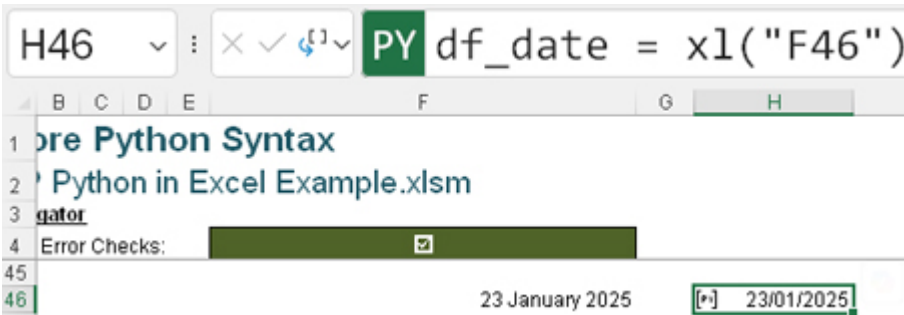 H46 PY df_date = xl("F46")
B C D E F G H
1 ore Python Syntax
2 Python in Excel Example.xlsm
3 gator
4 Error Checks:
45
46 23 January 2025 23/01/2025